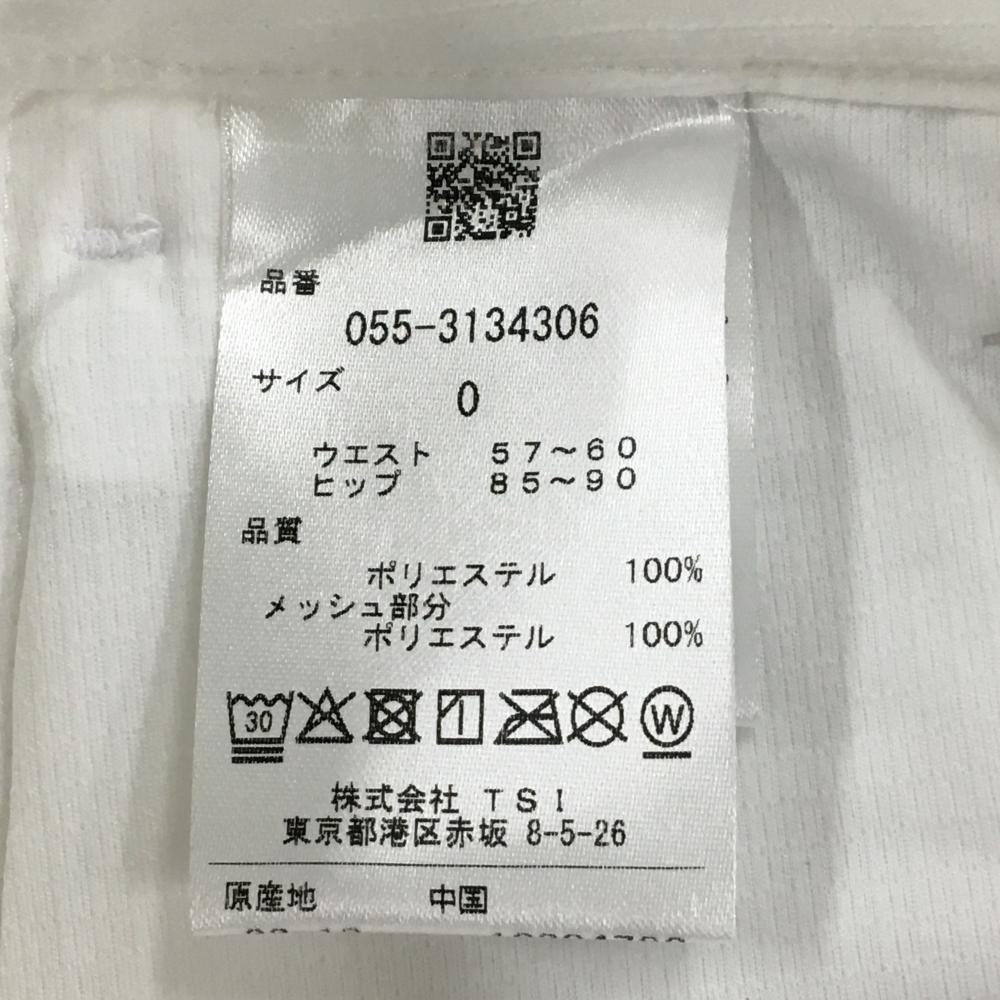 品番
055-3134306
サイズ 0
ウエスト 57～60
ヒップ 85～90
品質
ポリエステル 100%
メッシュ部分
ポリエステル 100%
30 W
株式会社 TSI
東京都港区赤坂 8-5-26
原産地 中国